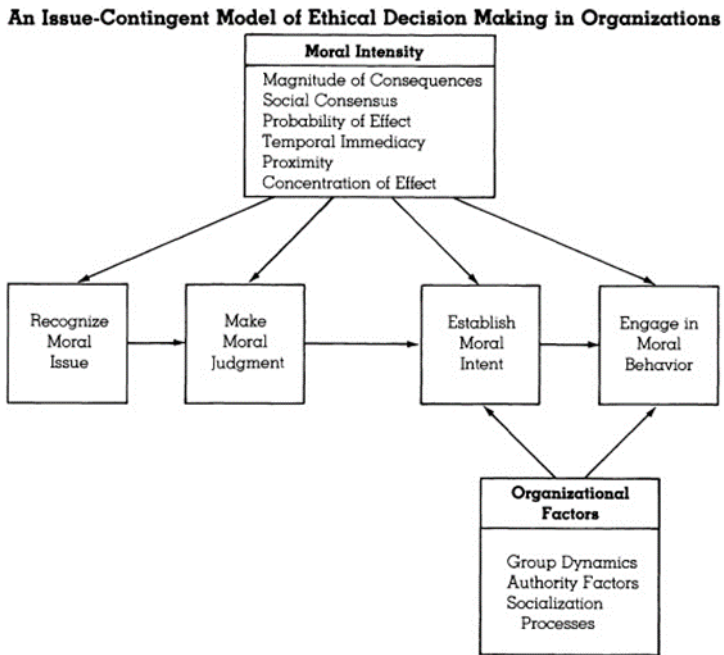 An Issue-Contingent Model of Ethical Decision Making in Organizations
Moral Intensity
Magnitude of Consequences
Social Consensus
Probability of Effect
Temporal Immediacy
Proximity
Concentration of Effect
Recognize
Moral
Issue
Make
Moral
Judgment
Establish
Moral
Intent
Engage in
Moral
Behavior
Organizational
Factors
Group Dynamics
Authority Factors
Socialization
Processes